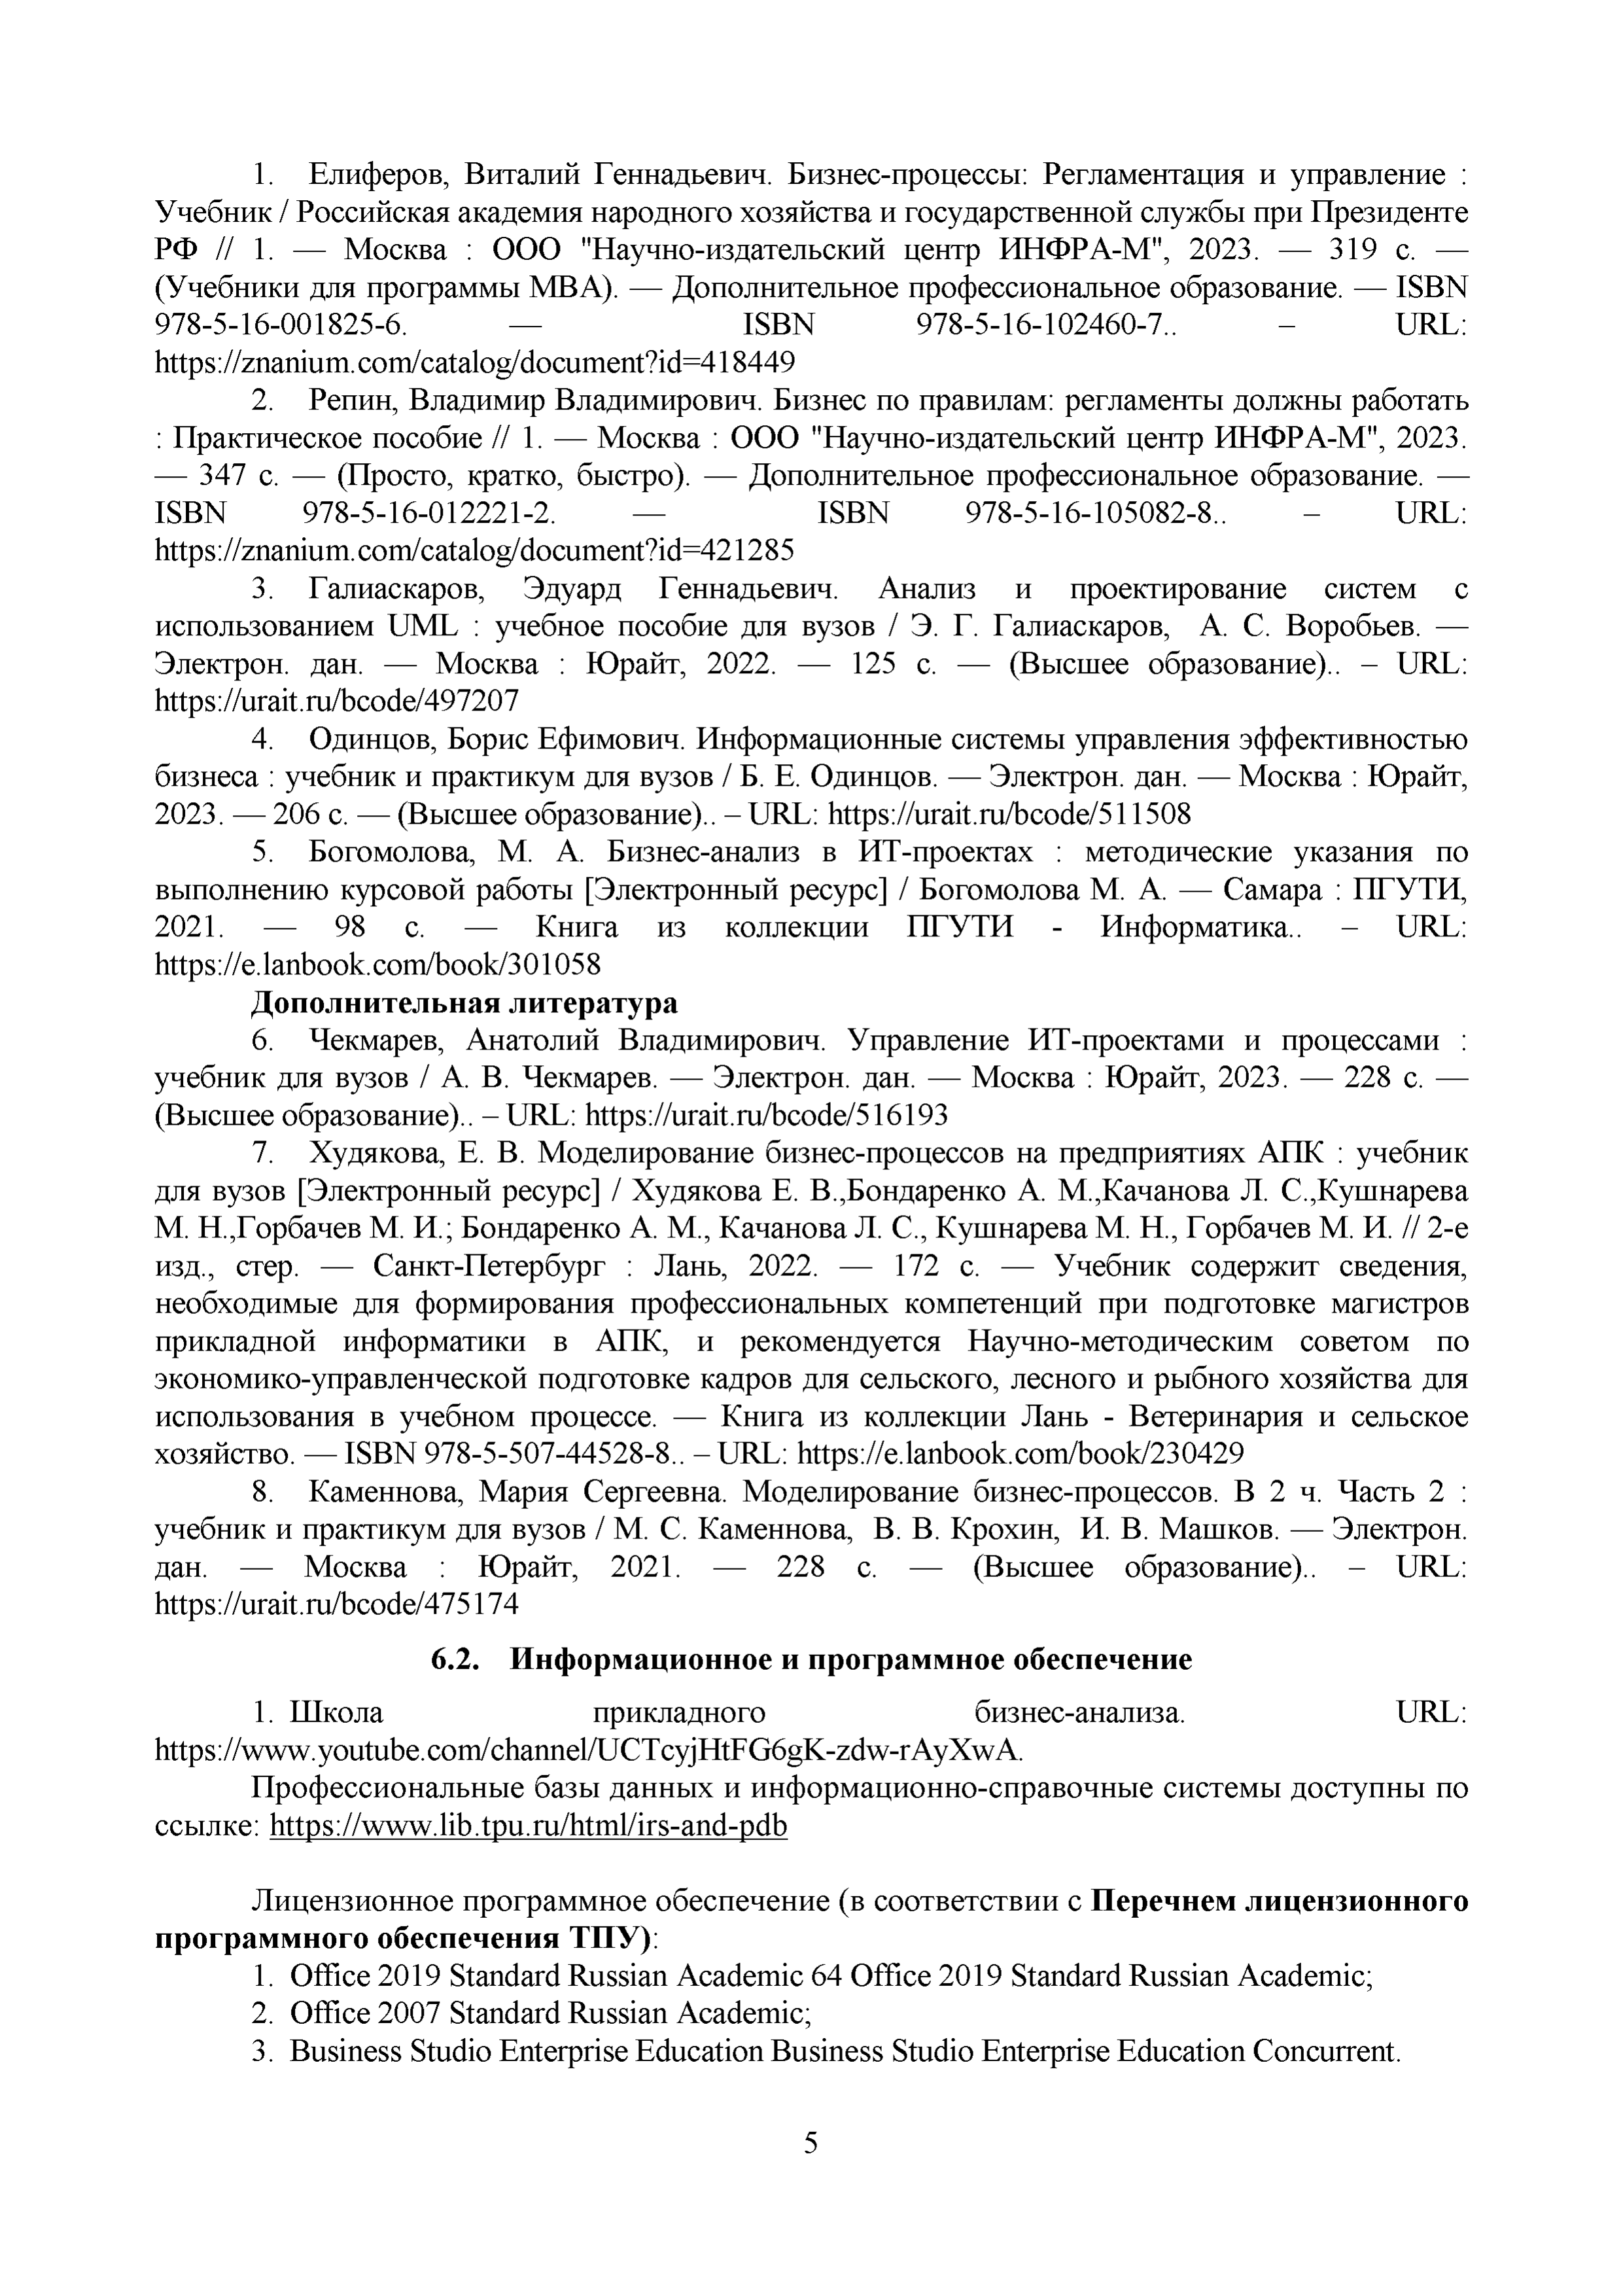 1. Елиферов, Виталий Геннадьевич. Бизнес-процессы: Регламентация и управление :
Учебник / Российская академия народного хозяйства и государственной службы при Президенте
РФ // 1. — Москва : ООО "Научно-издательский центр ИНФРА-М", 2023. — 319 с. —
(Учебники для программы MBA). — Дополнительное профессиональное образование. — ISBN
978-5-16-001825-6. — ISBN 978-5-16-102460-7.. – URL:
https://znanium.com/catalog/document?id=418449
2. Репин, Владимир Владимирович. Бизнес по правилам: регламенты должны работать
: Практическое пособие // 1. — Москва : ООО "Научно-издательский центр ИНФРА-М", 2023.
— 347 с. — (Просто, кратко, быстро). — Дополнительное профессиональное образование. —
ISBN 978-5-16-012221-2. — ISBN 978-5-16-105082-8.. – URL:
https://znanium.com/catalog/document?id=421285
3. Галиаскаров, Эдуард Геннадьевич. Анализ и проектирование систем с
использованием UML : учебное пособие для вузов / Э. Г. Галиаскаров, А. С. Воробьев. —
Электрон. дан. — Москва : Юрайт, 2022. — 125 с. — (Высшее образование).. – URL:
https://urait.ru/bcode/497207
4. Одинцов, Борис Ефимович. Информационные системы управления эффективностью
бизнеса : учебник и практикум для вузов / Б. Е. Одинцов. — Электрон. дан. — Москва : Юрайт,
2023. — 206 с. — (Высшее образование).. – URL: https://urait.ru/bcode/511508
5. Богомолова, М. А. Бизнес-анализ в ИТ-проектах : методические указания по
выполнению курсовой работы [Электронный ресурс] / Богомолова М. А. — Самара : ПГУТИ,
2021. — 98 с. — Книга из коллекции ПГУТИ - Информатика.. – URL:
https://e.lanbook.com/book/301058
Дополнительная литература
6. Чекмарев, Анатолий Владимирович. Управление ИТ-проектами и процессами :
учебник для вузов / А. В. Чекмарев. — Электрон. дан. — Москва : Юрайт, 2023. — 228 с. —
(Высшее образование).. – URL: https://urait.ru/bcode/516193
7. Худякова, Е. В. Моделирование бизнес-процессов на предприятиях АПК : учебник
для вузов [Электронный ресурс] / Худякова Е. В.,Бондаренко А. М.,Качанова Л. С.,Кушнарева
М. Н.,Горбачев М. И.; Бондаренко А. М., Качанова Л. С., Кушнарева М. Н., Горбачев М. И. // 2-е
изд., стер. — Санкт-Петербург : Лань, 2022. — 172 с. — Учебник содержит сведения,
необходимые для формирования профессиональных компетенций при подготовке магистров
прикладной информатики в АПК, и рекомендуется Научно-методическим советом по
экономико-управленческой подготовке кадров для сельского, лесного и рыбного хозяйства для
использования в учебном процессе. — Книга из коллекции Лань - Ветеринария и сельское
хозяйство. — ISBN 978-5-507-44528-8.. – URL: https://e.lanbook.com/book/230429
8. Каменнова, Мария Сергеевна. Моделирование бизнес-процессов. В 2 ч. Часть 2 :
учебник и практикум для вузов / М. С. Каменнова, В. В. Крохин, И. В. Машков. — Электрон.
дан. — Москва : Юрайт, 2021. — 228 с. — (Высшее образование).. – URL:
https://urait.ru/bcode/475174
6.2. Информационное и программное обеспечение
1. Школа прикладного бизнес-анализа. URL:
https://www.youtube.com/channel/UCTcyjHtFG6gK-zdw-rAyXwA.
Профессиональные базы данных и информационно-справочные системы доступны по
ссылке: https://www.lib.tpu.ru/html/irs-and-pdb
Лицензионное программное обеспечение (в соответствии с Перечнем лицензионного
программного обеспечения ТПУ):
1. Office 2019 Standard Russian Academic 64 Office 2019 Standard Russian Academic;
2. Office 2007 Standard Russian Academic;
3. Business Studio Enterprise Education Business Studio Enterprise Education Concurrent.
5